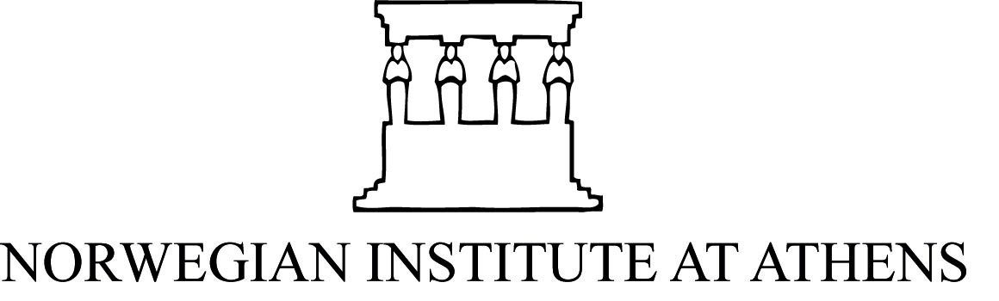 NORWEGIAN INSTITUTE AT ATHENS